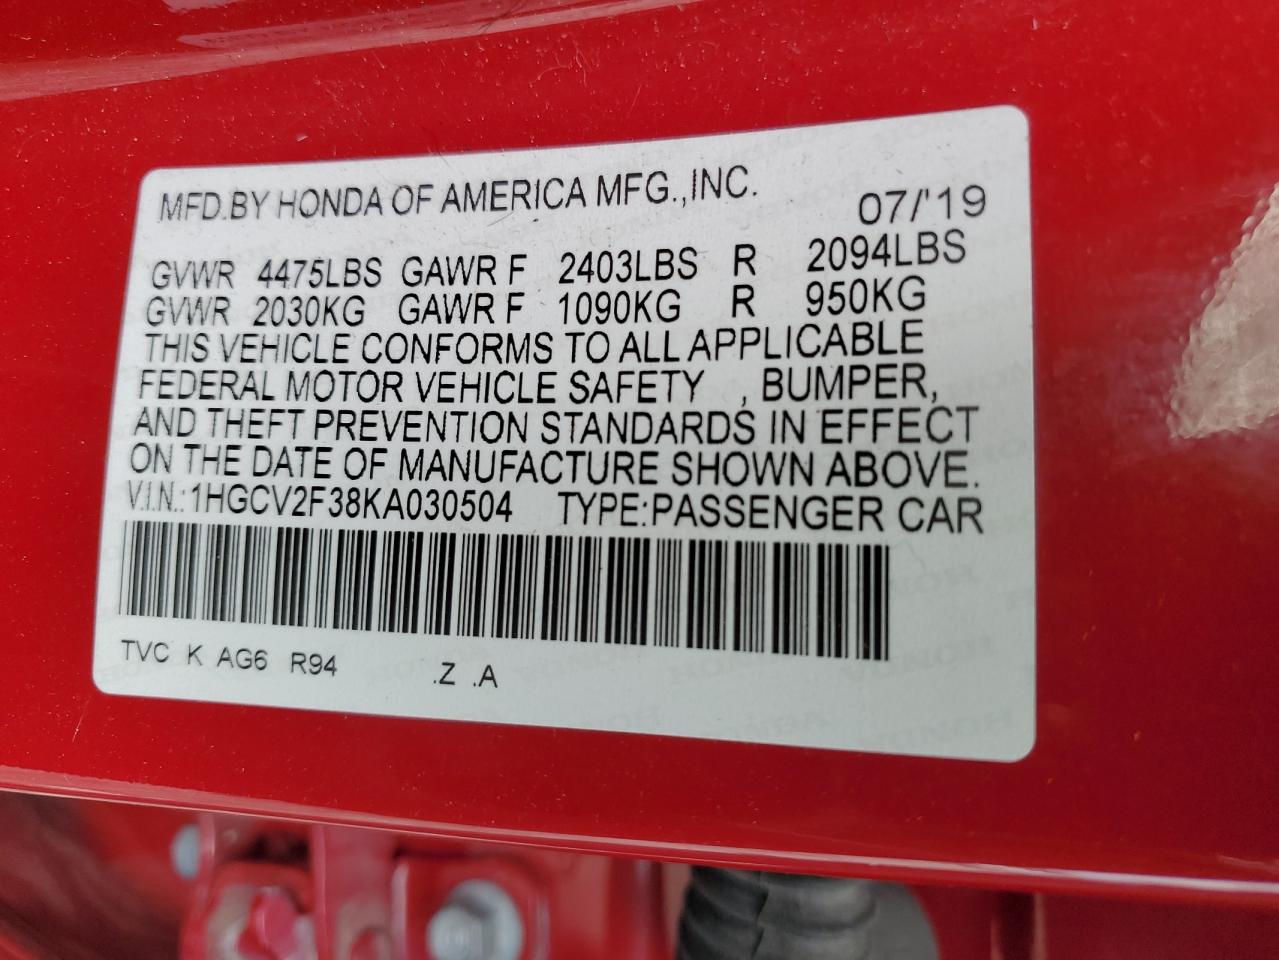 MFD.BY HONDA OF AMERICA MFG.,INC.
07/'19
GVWR 4475LBS GAWR F 2403LBS R 2094LBS
GVWR 2030KG GAWR F 1090KG R 950KG
THIS VEHICLE CONFORMS TO ALL APPLICABLE
FEDERAL MOTOR VEHICLE SAFETY , BUMPER,
AND THEFT PREVENTION STANDARDS IN EFFECT
ON THE DATE OF MANUFACTURE SHOWN ABOVE.
V.I.N.:1HGCV2F38KA030504 TYPE:PASSENGER CAR
TVC K AG6 R94 .Z .A